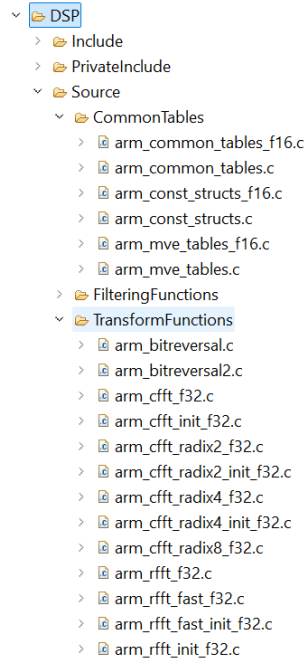 DSP
Include
PrivateInclude
Source
CommonTables
arm_common_tables_f16.c
arm_common_tables.c
arm_const_structs_f16.c
arm_const_structs.c
arm_mve_tables_f16.c
arm_mve_tables.c
FilteringFunctions
TransformFunctions
arm_bitreversal.c
arm_bitreversal2.c
arm_cfft_f32.c
arm_cfft_init_f32.c
arm_cfft_radix2_f32.c
arm_cfft_radix2_init_f32.c
arm_cfft_radix4_f32.c
arm_cfft_radix4_init_f32.c
arm_cfft_radix8_f32.c
arm_rfft_f32.c
arm_rfft_fast_f32.c
arm_rfft_fast_init_f32.c
arm_rfft_init_f32.c